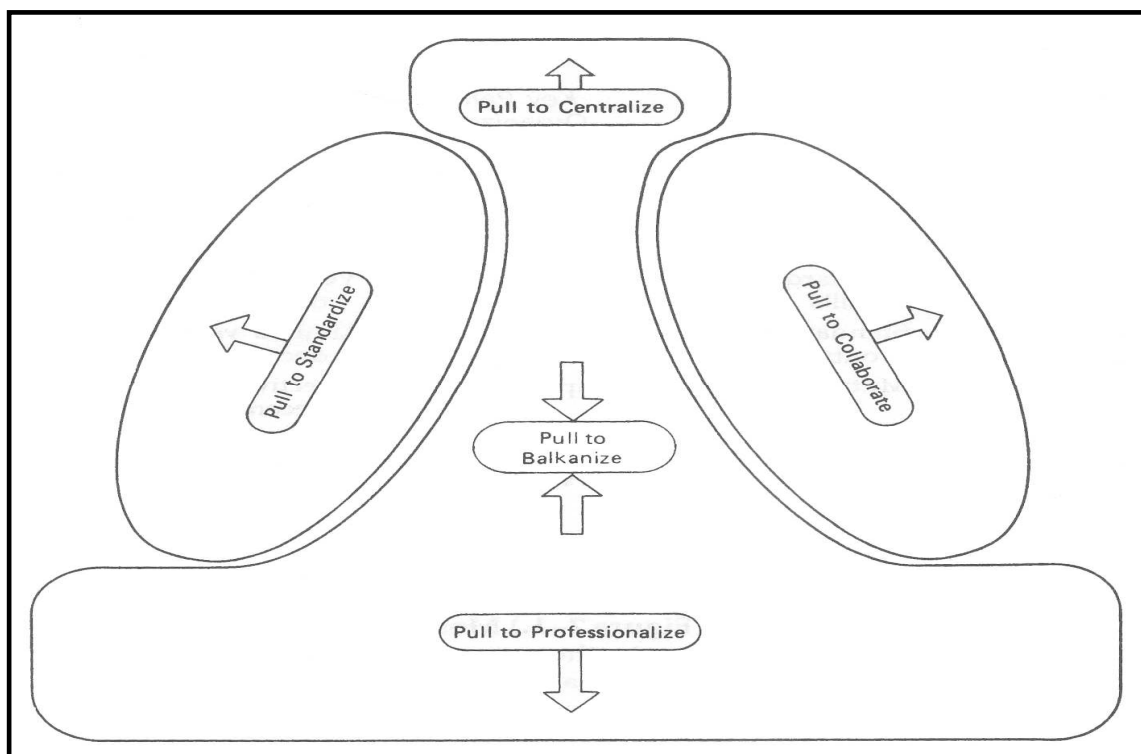 Pull to Centralize
Pull to Standardize
Pull to Collaborate
Pull to
Balkanize
Pull to Professionalize